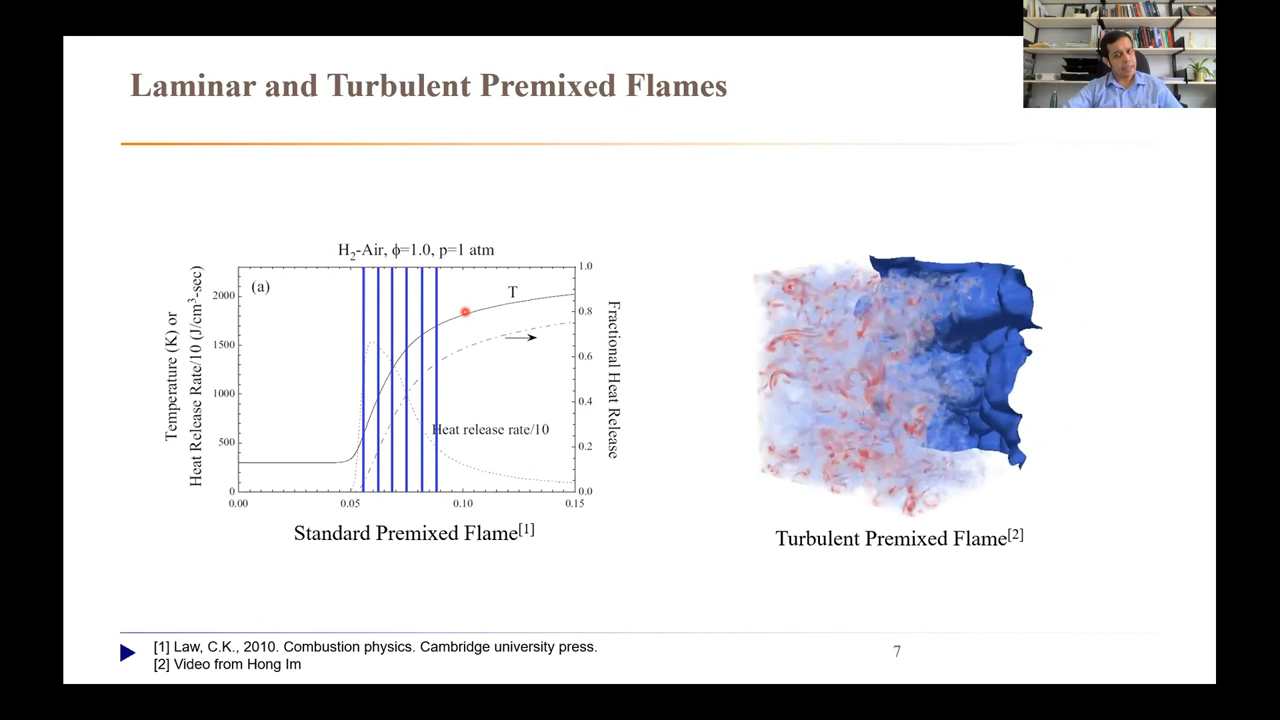 Laminar and Turbulent Premixed Flames
H₂-Air, ϕ=1.0, p=1 atm
(a)
T
Heat release rate/10
Temperature (K) or
Heat Release Rate/10 (J/cm³-sec)
2000
1500
1000
500
0
1.0
0.8
0.6
0.4
0.2
0.0
Fractional Heat Release
0.00 0.05 0.10 0.15
Standard Premixed Flame[1]
Turbulent Premixed Flame[2]
[1] Law, C.K., 2010. Combustion physics. Cambridge university press.
[2] Video from Hong Im
7